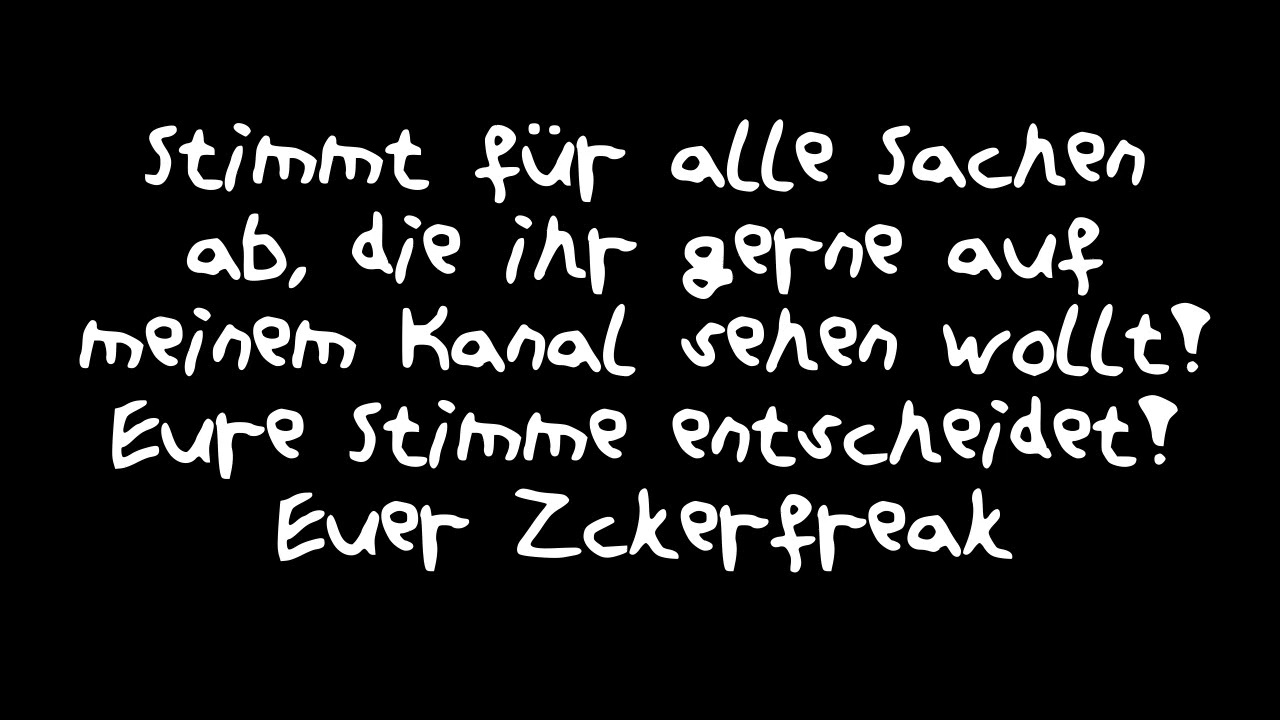 Stimmt für alle Sachen
ab, die ihr gerne auf
meinem Kanal sehen wollt!
Eure Stimme entscheidet!
Euer Zckerfreak